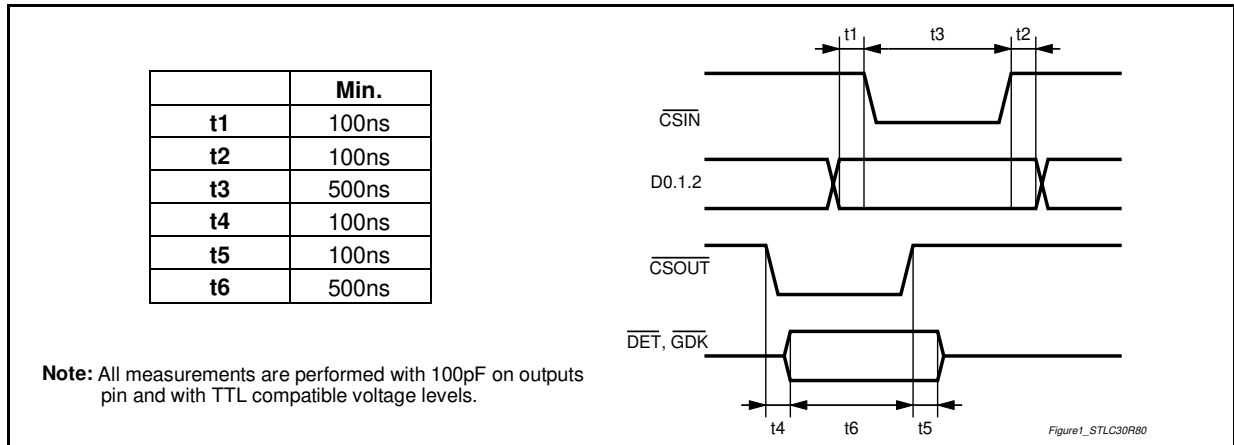 Min.
t1 100ns
t2 100ns
t3 500ns
t4 100ns
t5 100ns
t6 500ns
Note: All measurements are performed with 100pF on outputs
pin and with TTL compatible voltage levels.
t1 t3 t2
CSIN
D0.1.2
CSOUT
DET, GDK
t4 t6 t5
Figure1_STLC30R80